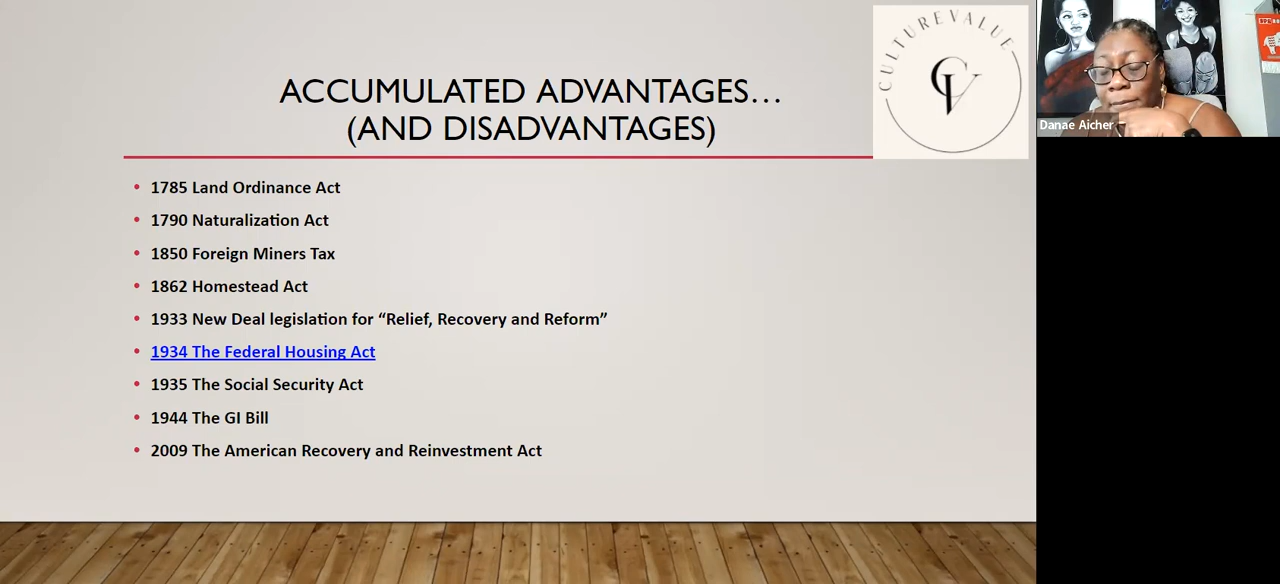 CULTUREVALUE
CV
ACCUMULATED ADVANTAGES…
(AND DISADVANTAGES)
• 1785 Land Ordinance Act
• 1790 Naturalization Act
• 1850 Foreign Miners Tax
• 1862 Homestead Act
• 1933 New Deal legislation for “Relief, Recovery and Reform”
• 1934 The Federal Housing Act
• 1935 The Social Security Act
• 1944 The GI Bill
• 2009 The American Recovery and Reinvestment Act
Danae Aicher